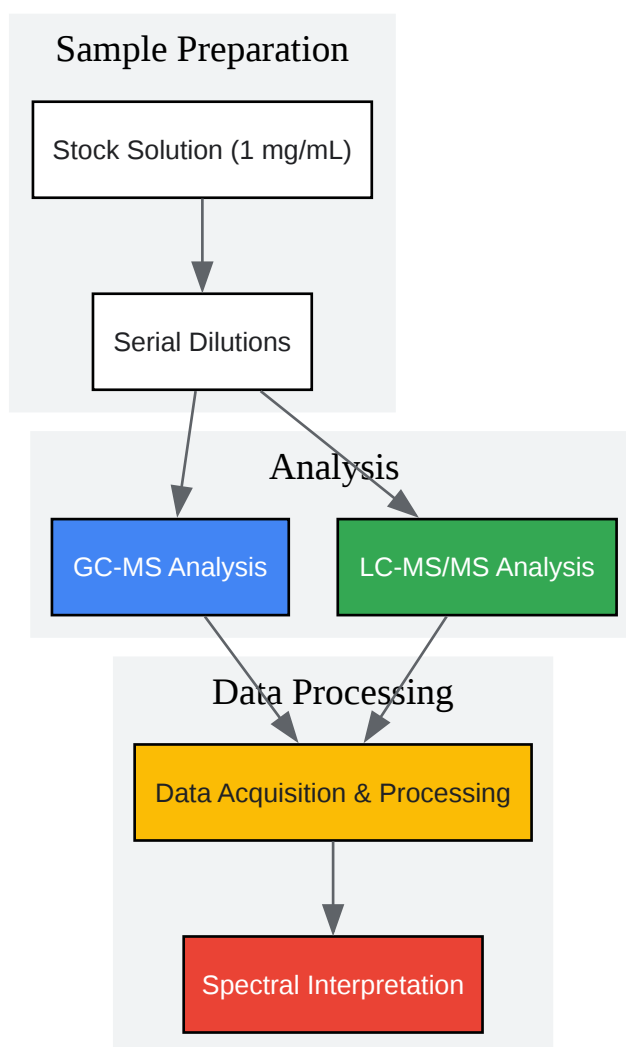 Sample Preparation
Stock Solution (1 mg/mL)
Serial Dilutions
Analysis
GC-MS Analysis
LC-MS/MS Analysis
Data Processing
Data Acquisition & Processing
Spectral Interpretation